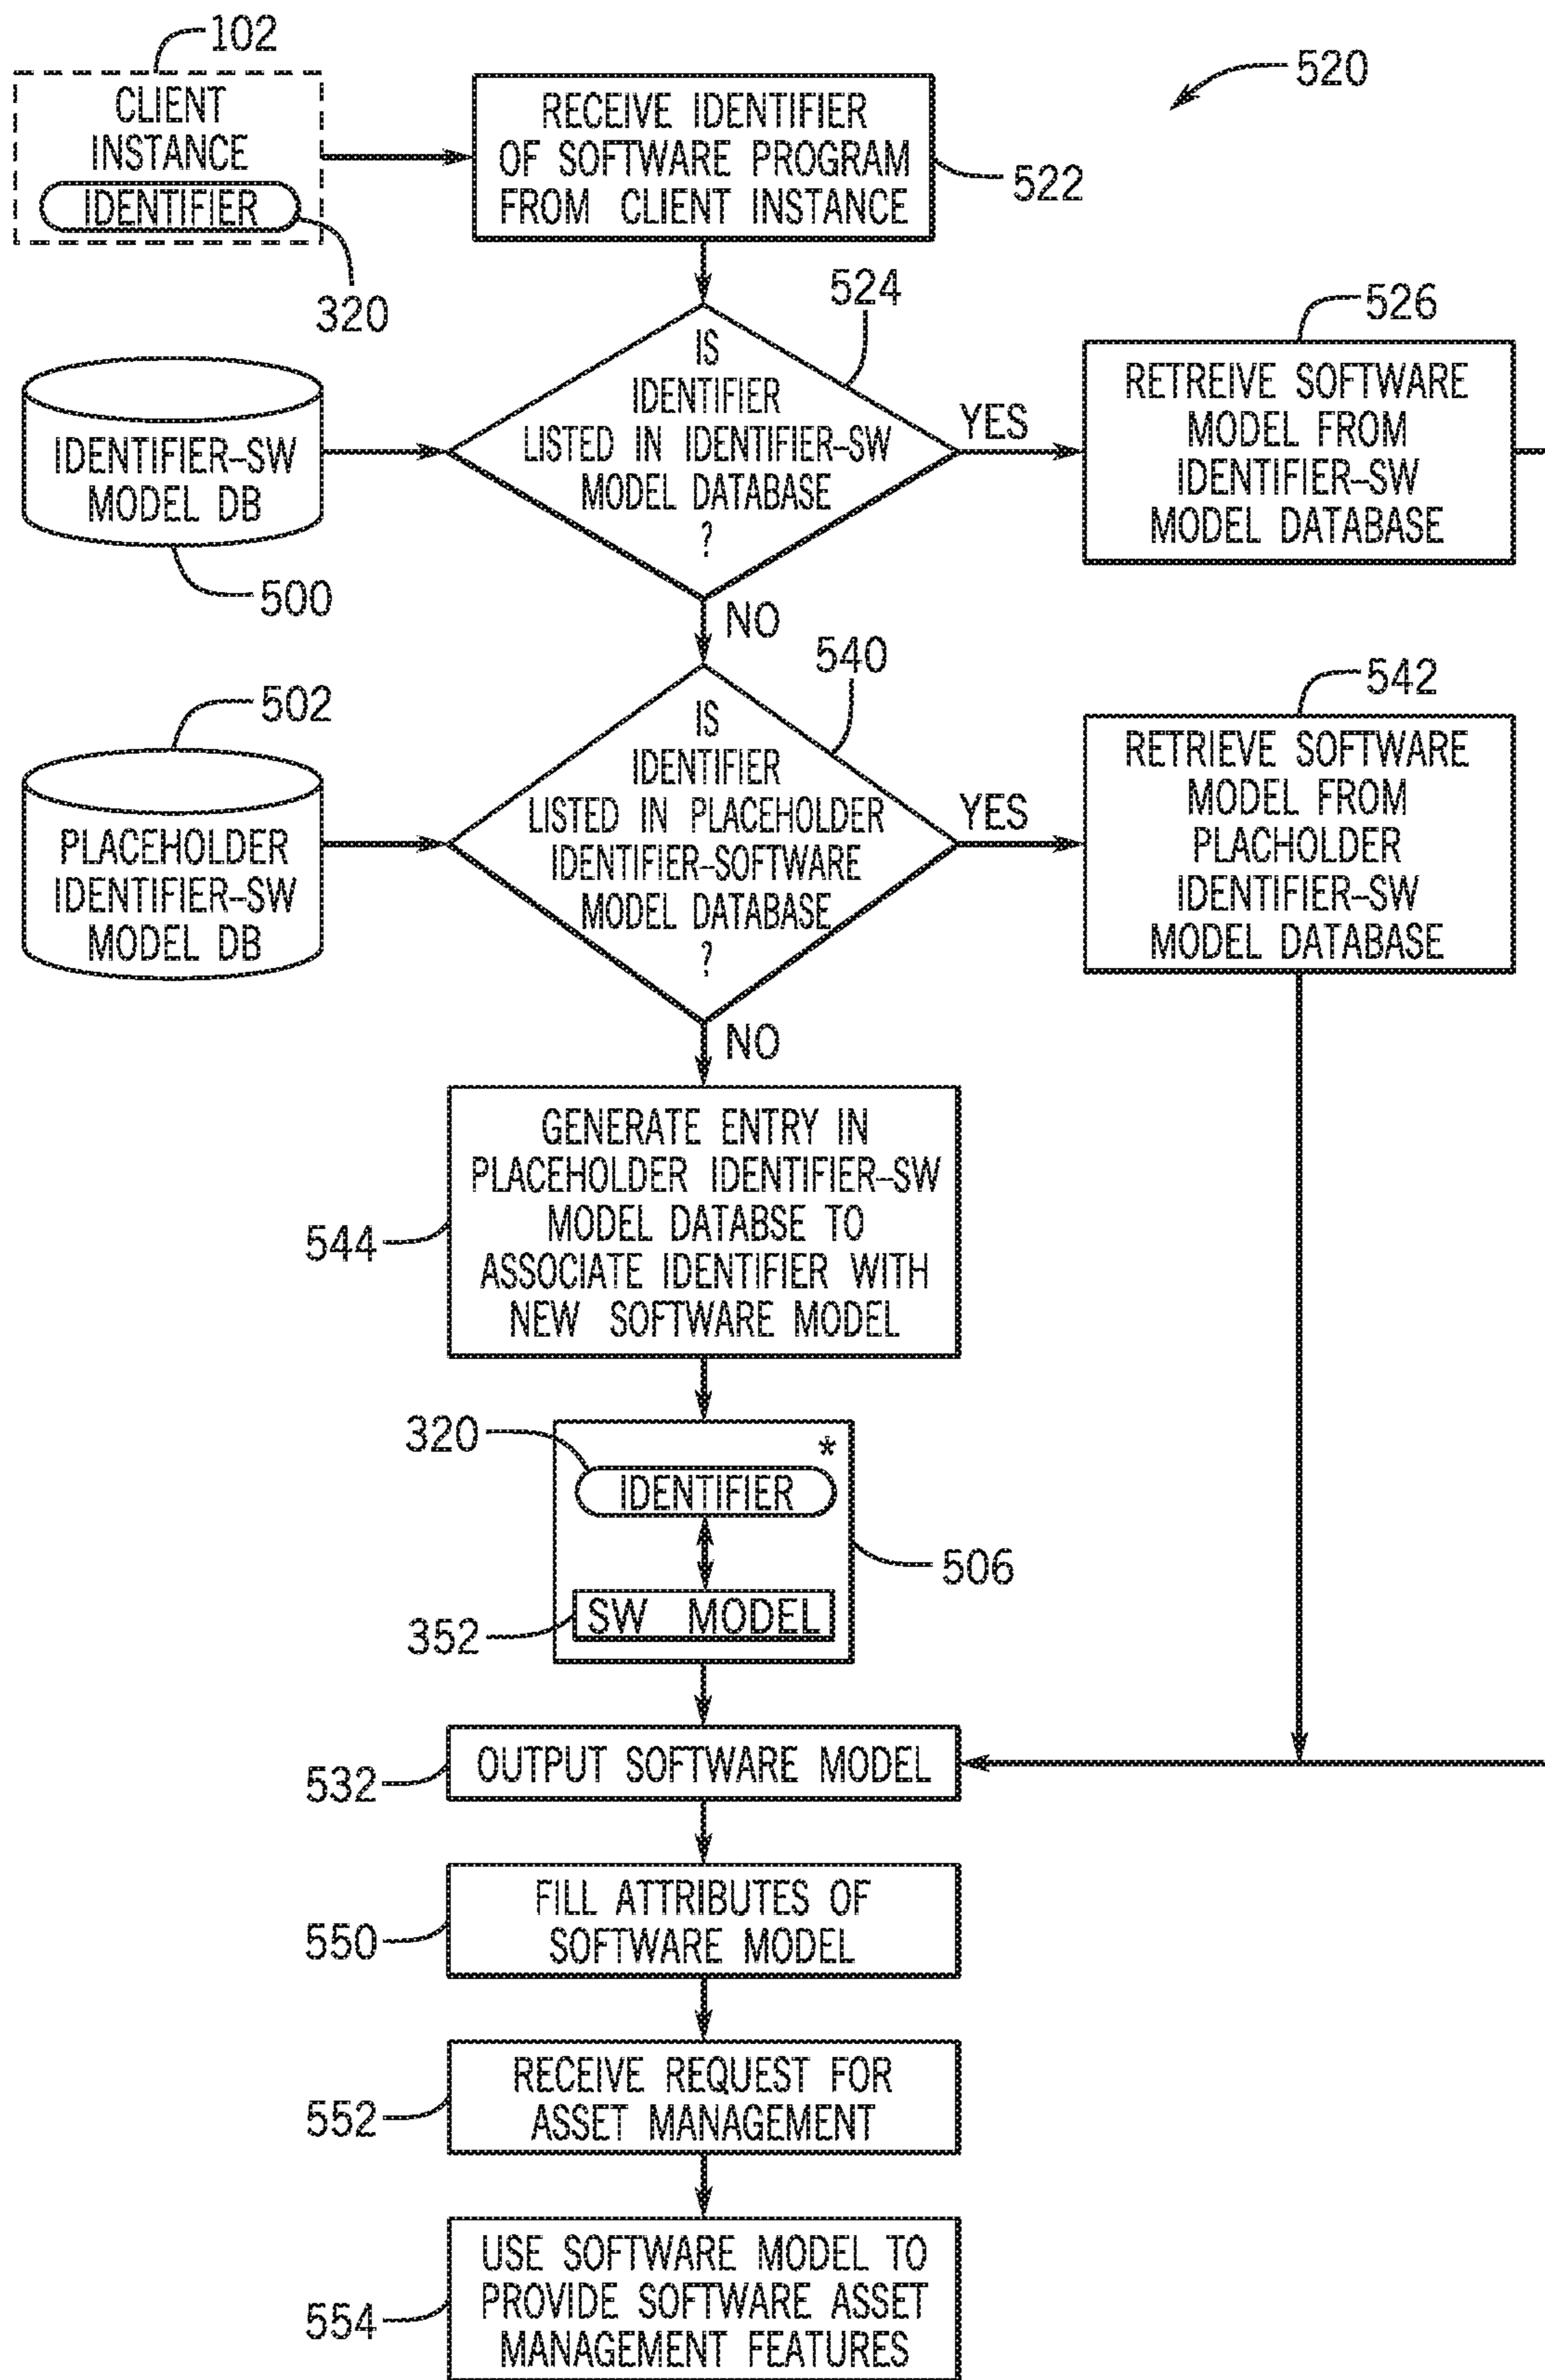 102
520
CLIENT
INSTANCE
IDENTIFIER
320
RECEIVE IDENTIFIER
OF SOFTWARE PROGRAM
FROM CLIENT INSTANCE
522
524
526
IDENTIFIER-SW
MODEL DB
500
IS
IDENTIFIER
LISTED IN IDENTIFIER-SW
MODEL DATABASE
?
YES
RETREIVE SOFTWARE
MODEL FROM
IDENTIFIER-SW
MODEL DATABASE
NO
540
502
542
PLACEHOLDER
IDENTIFIER-SW
MODEL DB
IS
IDENTIFIER
LISTED IN PLACEHOLDER
IDENTIFIER-SOFTWARE
MODEL DATABASE
?
YES
RETRIEVE SOFTWARE
MODEL FROM
PLACHOLDER
IDENTIFIER-SW
MODEL DATABASE
NO
544
GENERATE ENTRY IN
PLACEHOLDER IDENTIFIER-SW
MODEL DATABSE TO
ASSOCIATE IDENTIFIER WITH
NEW SOFTWARE MODEL
320
*
IDENTIFIER
506
352
SW MODEL
532
OUTPUT SOFTWARE MODEL
550
FILL ATTRIBUTES OF
SOFTWARE MODEL
552
RECEIVE REQUEST FOR
ASSET MANAGEMENT
554
USE SOFTWARE MODEL TO
PROVIDE SOFTWARE ASSET
MANAGEMENT FEATURES